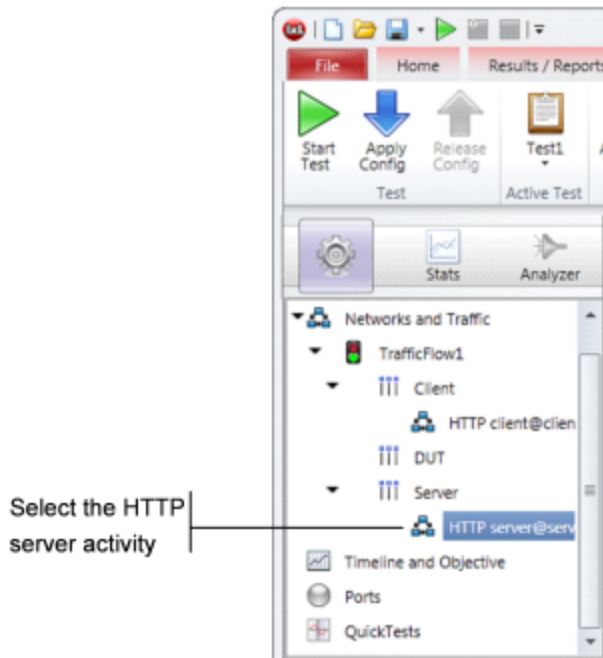 File Home Results / Reports
Start Test
Apply Config
Release Config
Test1
Test
Active Test
Stats
Analyzer
Networks and Traffic
TrafficFlow1
Client
HTTP client@clien
DUT
Server
Select the HTTP
server activity
HTTP server@serv
Timeline and Objective
Ports
QuickTests